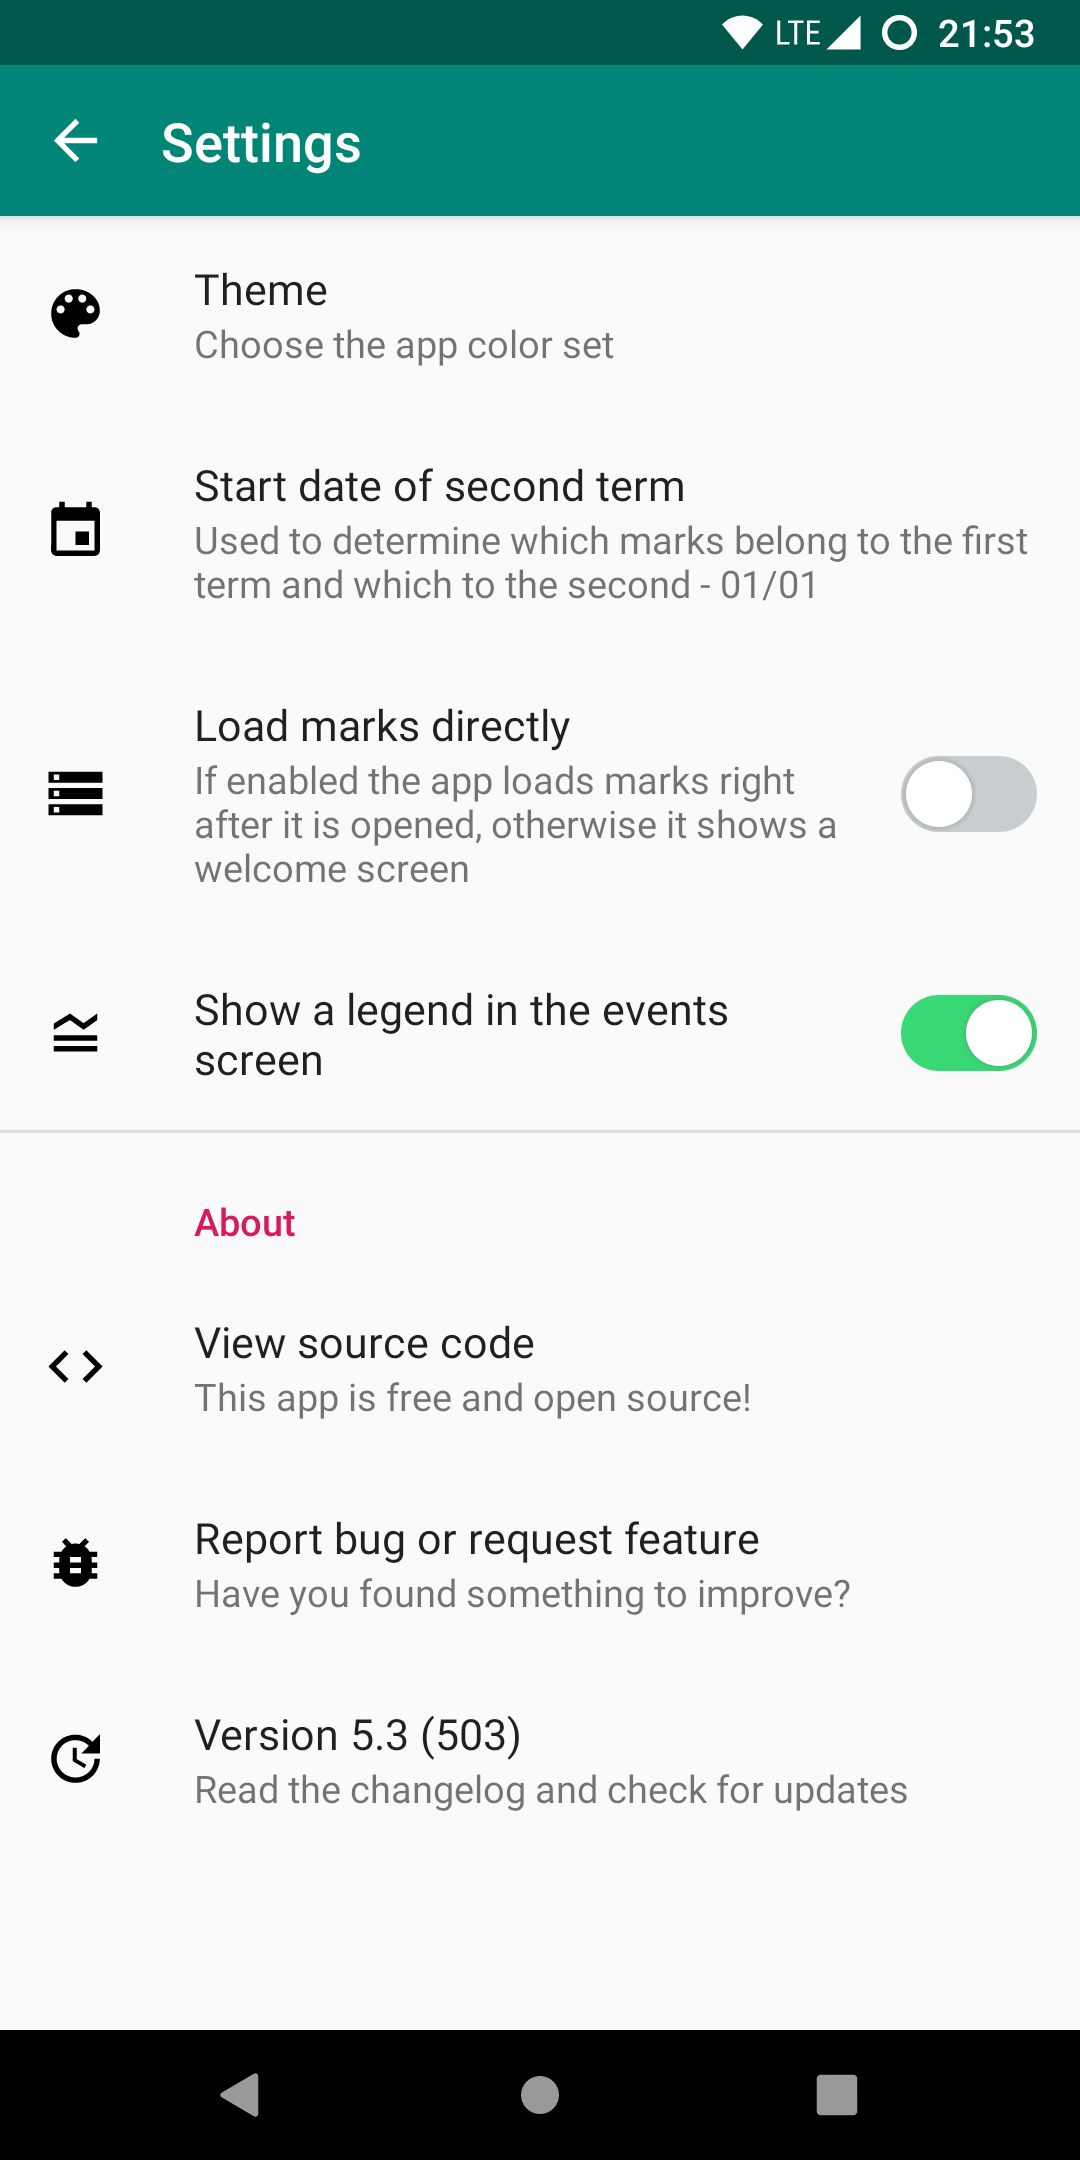 LTE 21:53
Settings
Theme
Choose the app color set
Start date of second term
Used to determine which marks belong to the first
term and which to the second - 01/01
Load marks directly
If enabled the app loads marks right
after it is opened, otherwise it shows a
welcome screen
Show a legend in the events
screen
About
View source code
This app is free and open source!
Report bug or request feature
Have you found something to improve?
Version 5.3 (503)
Read the changelog and check for updates